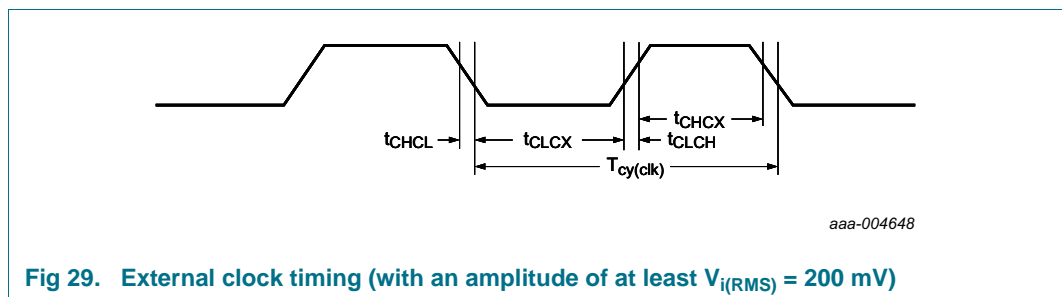 tCHCX
tCHCL tCLCX tCLCH
Tcy(clk)
aaa-004648
Fig 29. External clock timing (with an amplitude of at least Vi(RMS) = 200 mV)